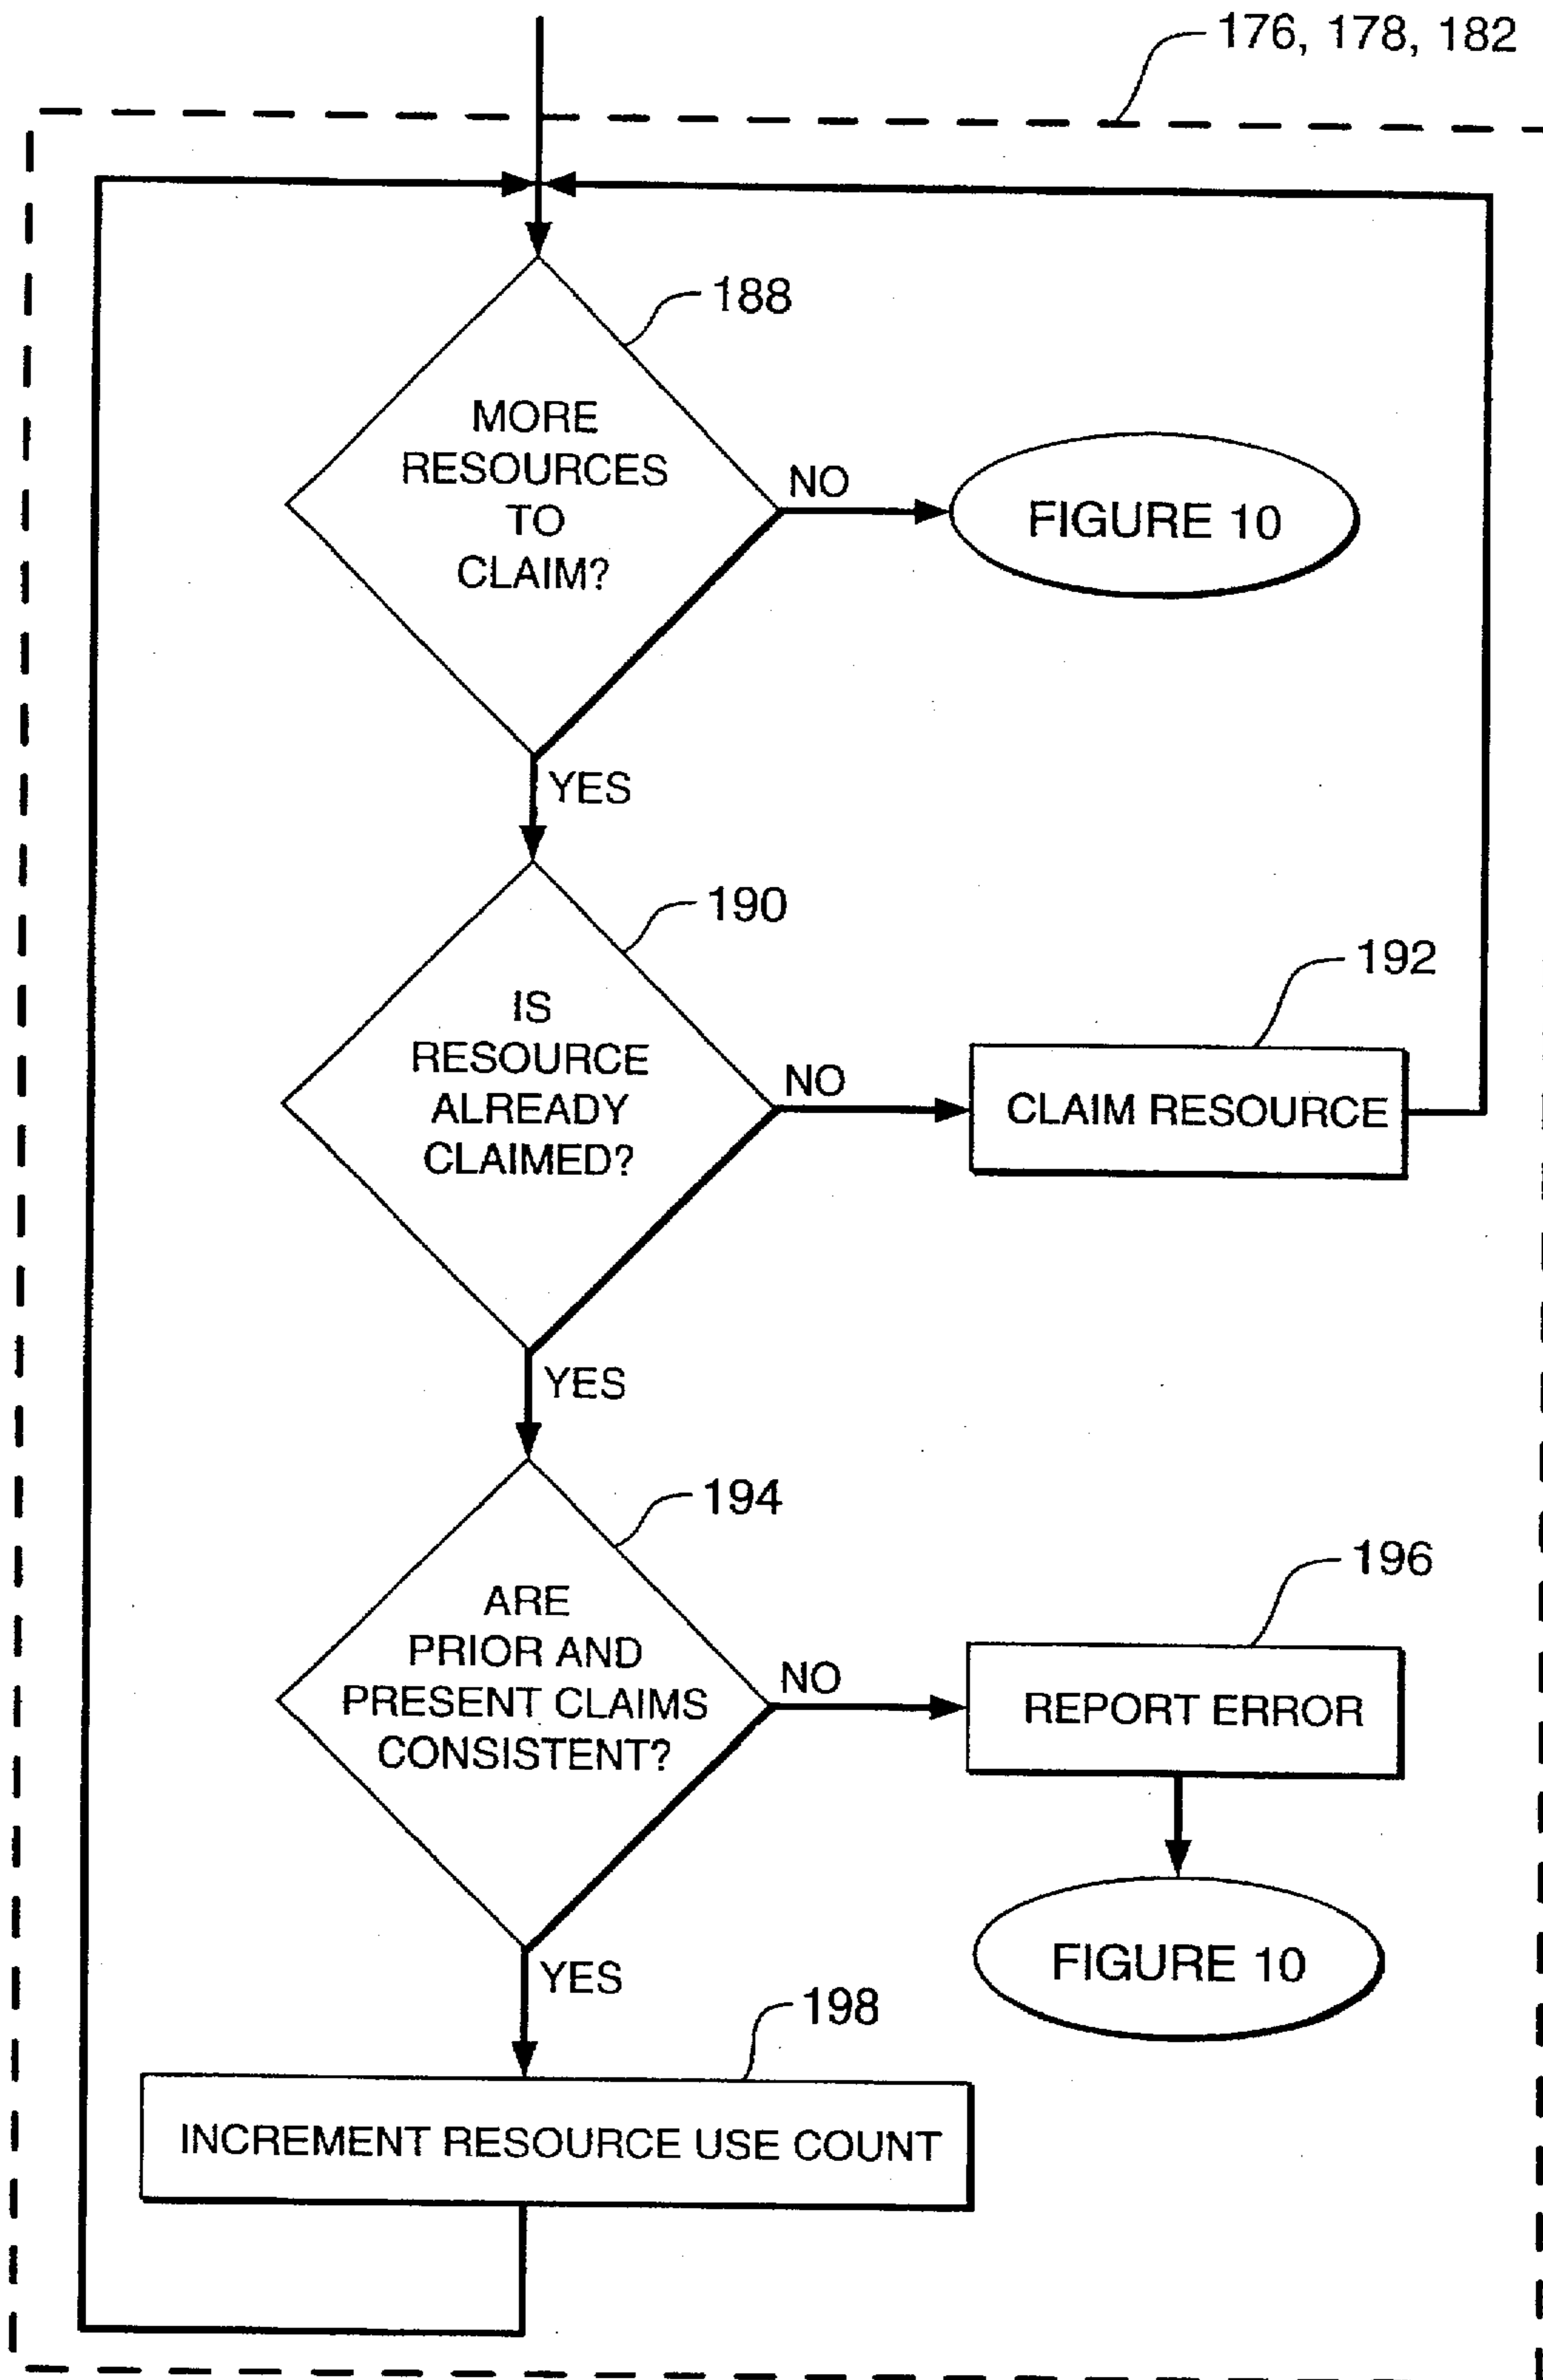 176, 178, 182
188
MORE
RESOURCES
TO
CLAIM?
NO
FIGURE 10
YES
190
IS
RESOURCE
ALREADY
CLAIMED?
NO
192
CLAIM RESOURCE
YES
194
ARE
PRIOR AND
PRESENT CLAIMS
CONSISTENT?
NO
196
REPORT ERROR
FIGURE 10
YES
198
INCREMENT RESOURCE USE COUNT